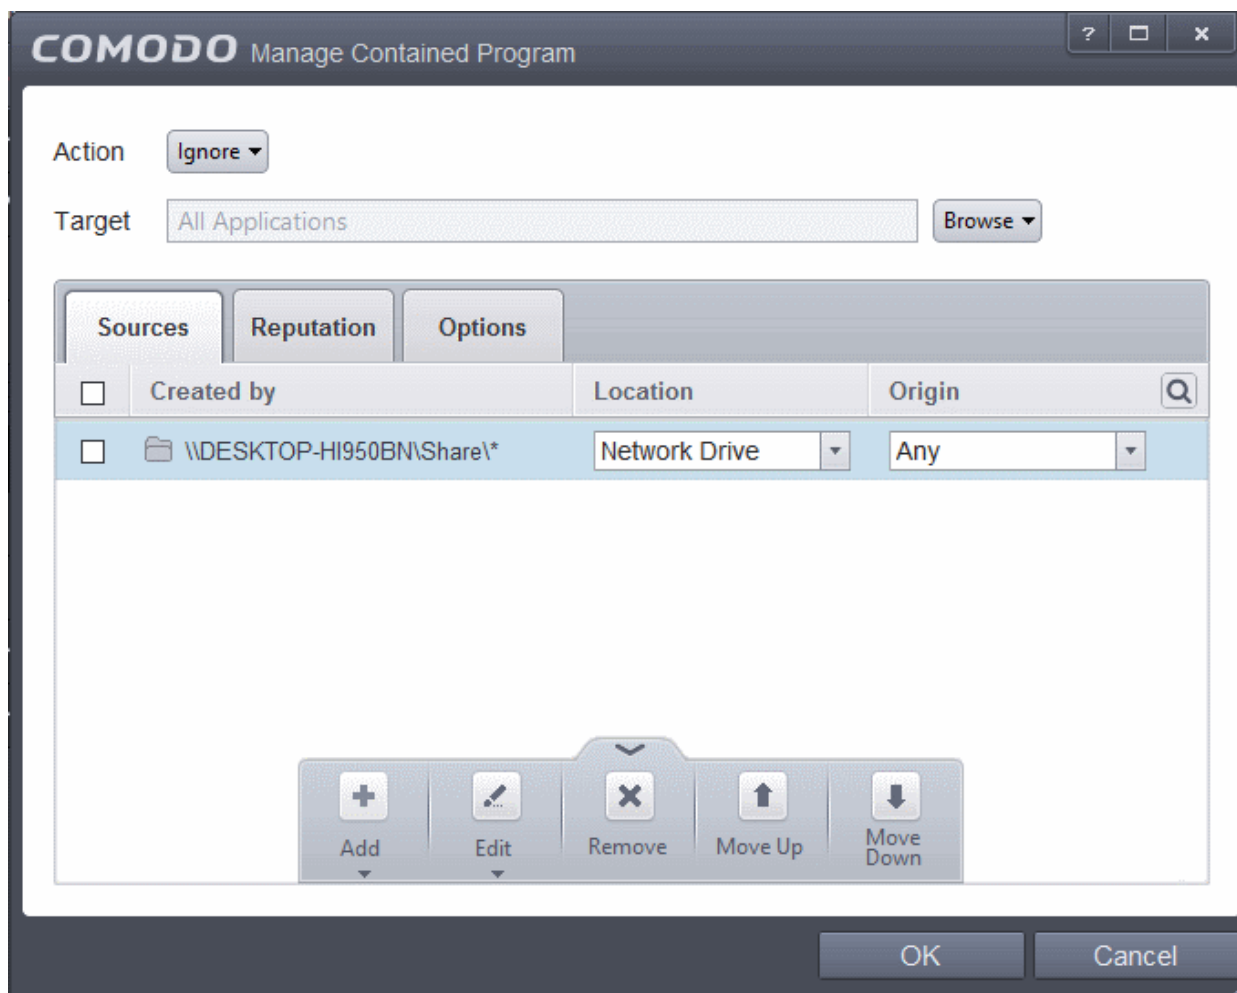 COMODO Manage Contained Program ?
Action Ignore
Target All Applications Browse
Sources Reputation Options
Created by Location Origin
\\DESKTOP-HI950BN\Share\* Network Drive Any
Add Edit Remove Move Up Move Down
OK Cancel